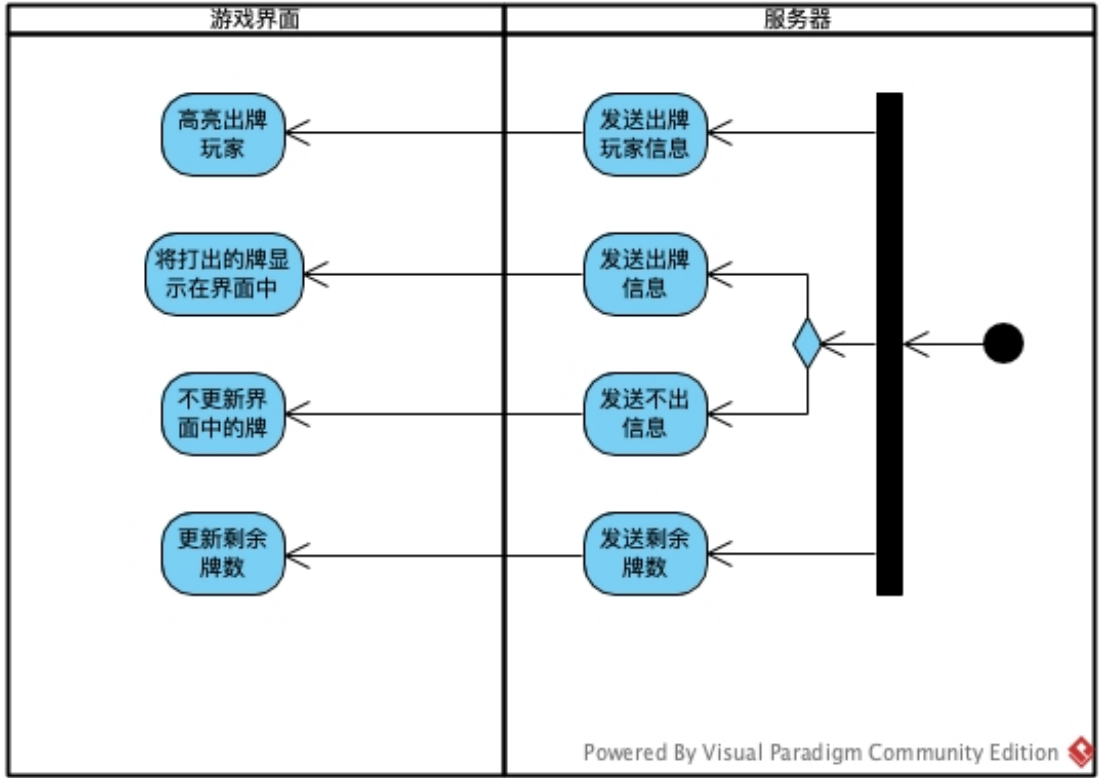 游戏界面
服务器
高亮出牌
玩家
发送出牌
玩家信息
将打出的牌显
示在界面中
发送出牌
信息
不更新界
面中的牌
发送不出
信息
更新剩余
牌数
发送剩余
牌数
Powered By Visual Paradigm Community Edition